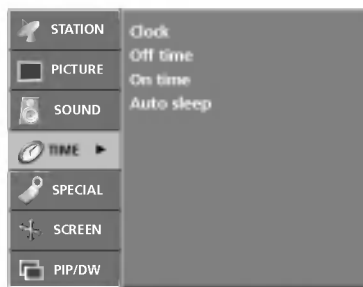 STATION
PICTURE
SOUND
TIME ►
SPECIAL
SCREEN
PIP/DW
Clock
Off time
On time
Auto sleep